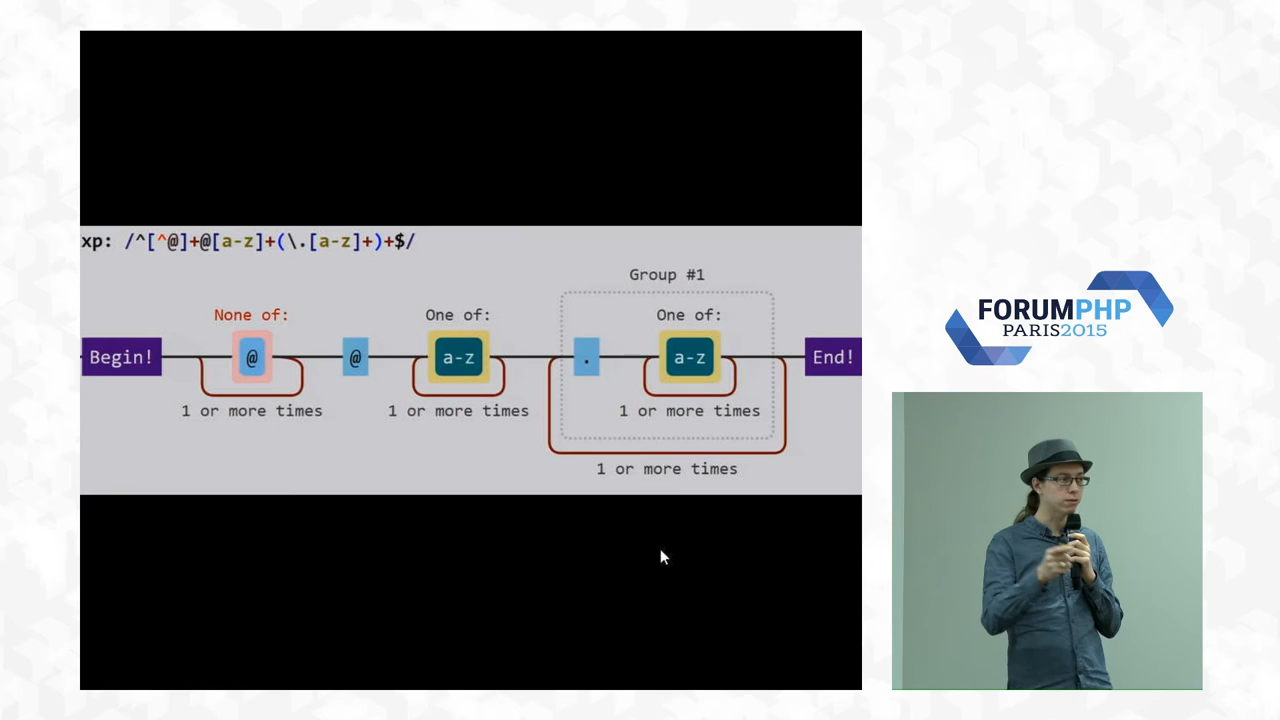 xp: /^[^@]+@[a-z]+(\.[a-z]+)+$/
Group #1
None of:
One of:
One of:
Begin!
@
@
a-z
.
a-z
End!
1 or more times
1 or more times
1 or more times
1 or more times
FORUMPHP
PARIS2015